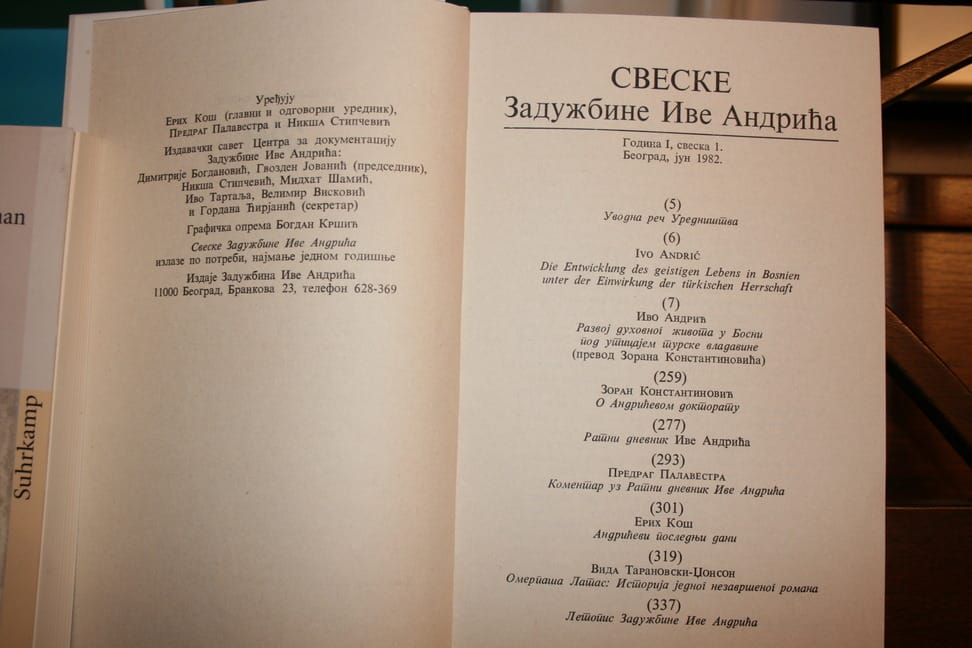 Уређују
Ерих Кош (главни и одговорни уредник),
Предраг Палавестра и Никша Стипчевић
Издавачки савет Центра за документацију
Задужбине Иве Андрића:
Димитрије Богдановић, Гвозден Јованић (председник),
Никша Стипчевић, Мидхат Шамић,
Иво Тартаља, Велимир Висковић
и Гордана Ћирјанић (секретар)
Графичка опрема Богдан Кршић
Свеске Задужбине Иве Андрића
излазе по потреби, најмање једном годишње
Издаје Задужбина Иве Андрића
11000 Београд, Бранкова 23, телефон 628-369
СВЕСКЕ
Задужбине Иве Андрића
Година I, свеска 1.
Београд, јун 1982.
(5)
Уводна реч Уредништва
(6)
Ivo Andrić
Die Entwicklung des geistigen Lebens in Bosnien
unter der Einwirkung der türkischen Herrschaft
(7)
Иво Андрић
Развој духовног живота у Босни
под утицајем турске владавине
(превод Зорана Константиновића)
(259)
Зоран Константиновић
О Андрићевом докторату
(277)
Ратни дневник Иве Андрића
(293)
Предраг Палавестра
Коментар уз Ратни дневник Иве Андрића
(301)
Ерих Кош
Андрићеви последњи дани
(319)
Вида Тарановски-Џонсон
Омерпаша Латас: Историја једног незавршеног романа
(337)
Летопис Задужбине Иве Андрића
Suhrkamp